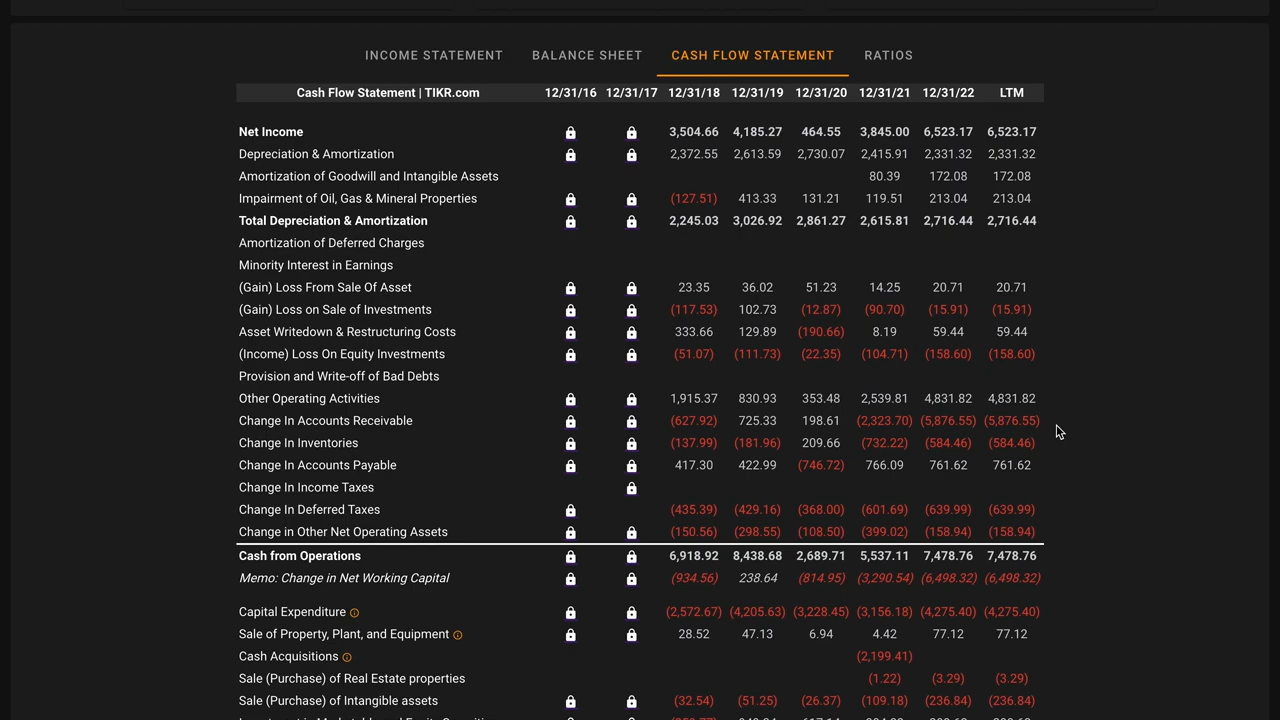 INCOME STATEMENT BALANCE SHEET CASH FLOW STATEMENT RATIOS
Cash Flow Statement | TIKR.com 12/31/16 12/31/17 12/31/18 12/31/19 12/31/20 12/31/21 12/31/22 LTM
Net Income 3,504.66 4,185.27 464.55 3,845.00 6,523.17 6,523.17
Depreciation & Amortization 2,372.55 2,613.59 2,730.07 2,415.91 2,331.32 2,331.32
Amortization of Goodwill and Intangible Assets 80.39 172.08 172.08
Impairment of Oil, Gas & Mineral Properties (127.51) 413.33 131.21 119.51 213.04 213.04
Total Depreciation & Amortization 2,245.03 3,026.92 2,861.27 2,615.81 2,716.44 2,716.44
Amortization of Deferred Charges
Minority Interest in Earnings
(Gain) Loss From Sale Of Asset 23.35 36.02 51.23 14.25 20.71 20.71
(Gain) Loss on Sale of Investments (117.53) 102.73 (12.87) (90.70) (15.91) (15.91)
Asset Writedown & Restructuring Costs 333.66 129.89 (190.66) 8.19 59.44 59.44
(Income) Loss On Equity Investments (51.07) (111.73) (22.35) (104.71) (158.60) (158.60)
Provision and Write-off of Bad Debts
Other Operating Activities 1,915.37 830.93 353.48 2,539.81 4,831.82 4,831.82
Change In Accounts Receivable (627.92) 725.33 198.61 (2,323.70) (5,876.55) (5,876.55)
Change In Inventories (137.99) (181.96) 209.66 (732.22) (584.46) (584.46)
Change In Accounts Payable 417.30 422.99 (746.72) 766.09 761.62 761.62
Change In Income Taxes
Change In Deferred Taxes (435.39) (429.16) (368.00) (601.69) (639.99) (639.99)
Change in Other Net Operating Assets (150.56) (298.55) (108.50) (399.02) (158.94) (158.94)
Cash from Operations 6,918.92 8,438.68 2,689.71 5,537.11 7,478.76 7,478.76
Memo: Change in Net Working Capital (934.56) 238.64 (814.95) (3,290.54) (6,498.32) (6,498.32)
Capital Expenditure (2,572.67) (4,205.63) (3,228.45) (3,156.18) (4,275.40) (4,275.40)
Sale of Property, Plant, and Equipment 28.52 47.13 6.94 4.42 77.12 77.12
Cash Acquisitions (2,199.41)
Sale (Purchase) of Real Estate properties (1.22) (3.29) (3.29)
Sale (Purchase) of Intangible assets (32.54) (51.25) (26.37) (109.18) (236.84) (236.84)